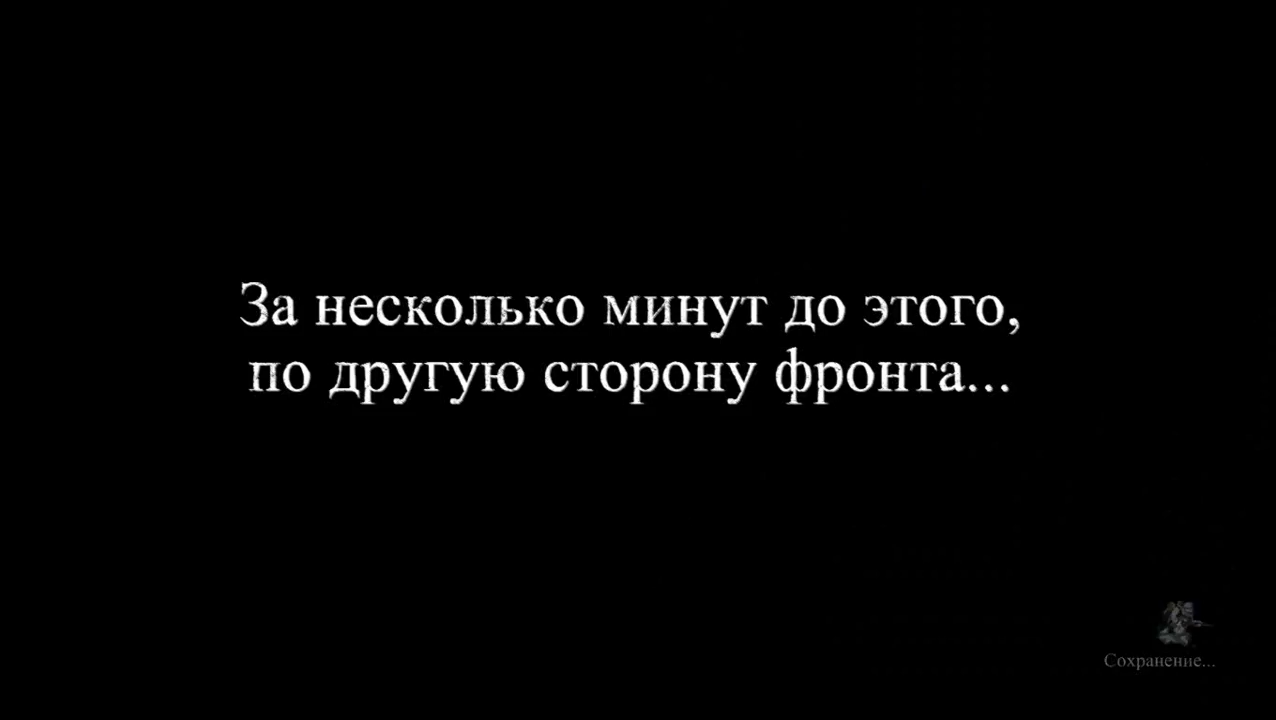 За несколько минут до этого,
по другую сторону фронта...
Сохранение...